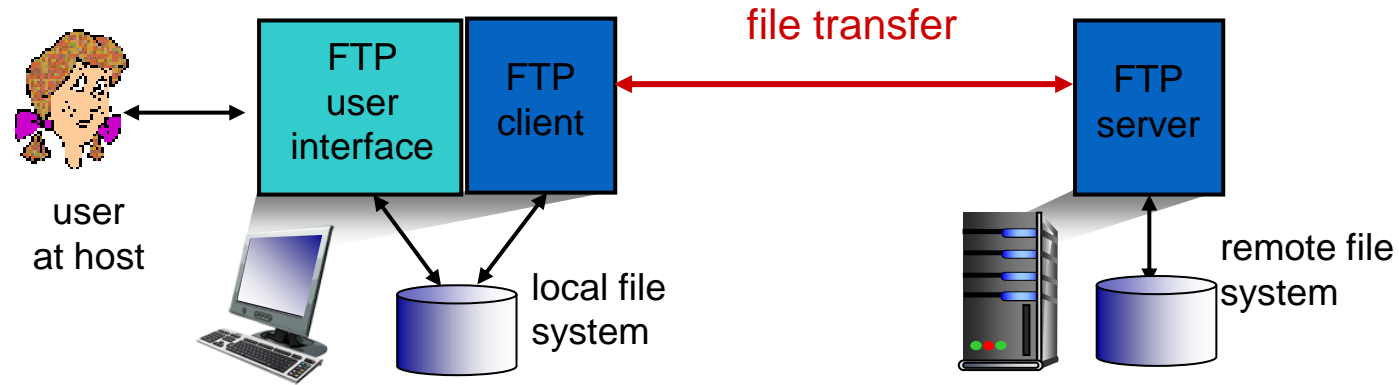 file transfer
FTP
user
interface
FTP
client
FTP
server
user
at host
local file
system
remote file
system